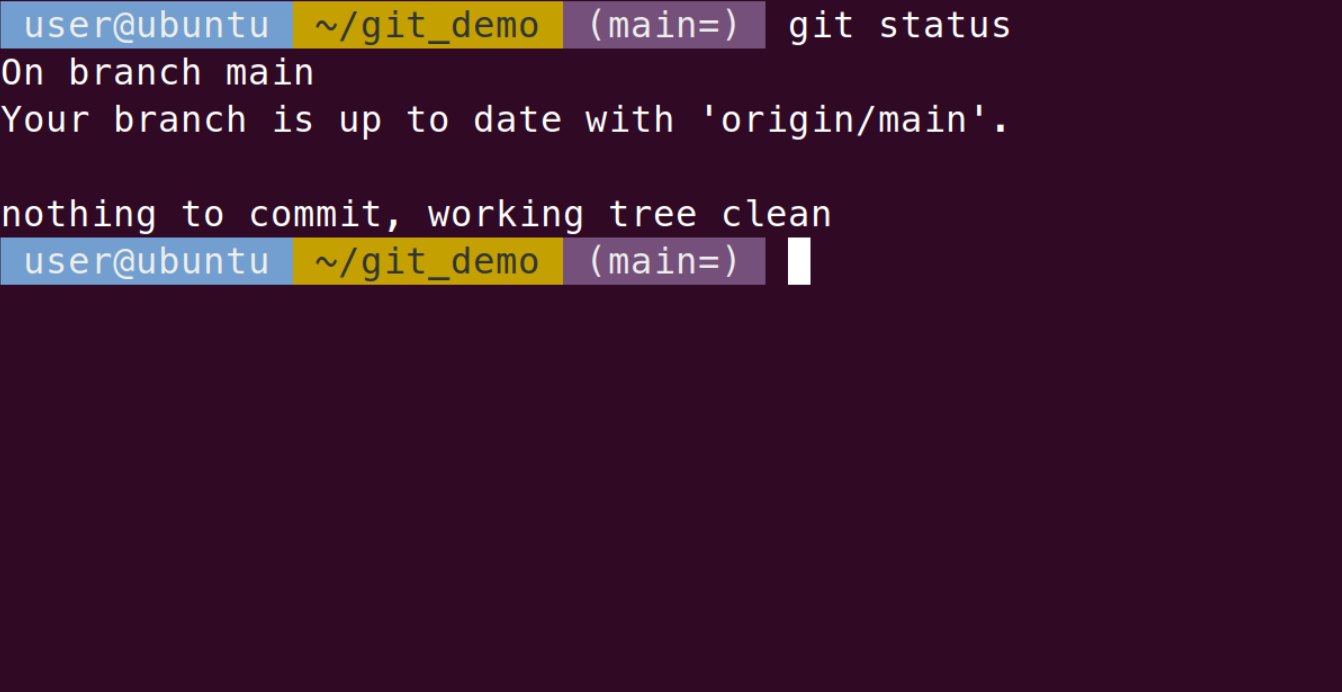 user@ubuntu ~/git_demo (main=) git status
On branch main
Your branch is up to date with 'origin/main'.
nothing to commit, working tree clean
user@ubuntu ~/git_demo (main=)